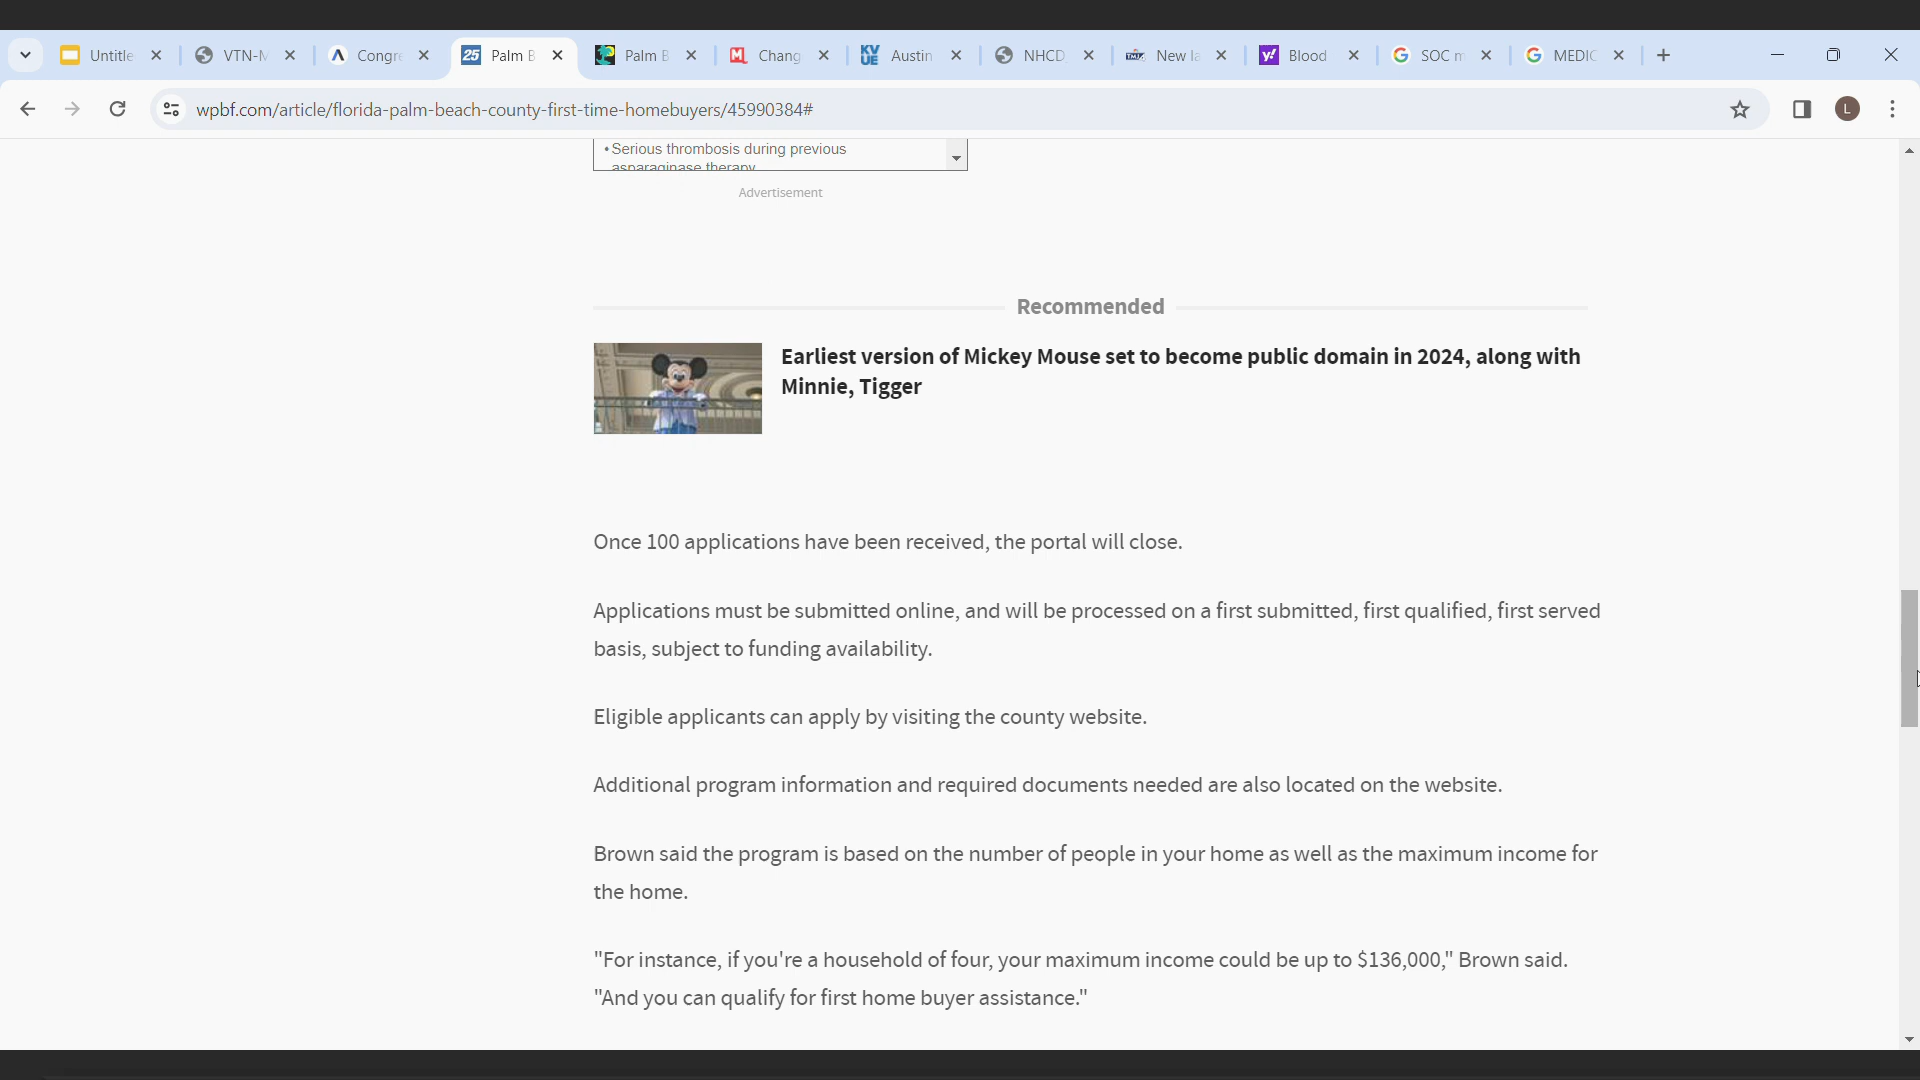 Untitle
VTN-M
Congre
25 Palm B
Palm B
Chang
KVUE Austin
NHCD
New la
y! Blood
SOC m
MEDIC
wpbf.com/article/florida-palm-beach-county-first-time-homebuyers/45990384#
L
• Serious thrombosis during previous
asparaginase therapy
Advertisement
Recommended
Earliest version of Mickey Mouse set to become public domain in 2024, along with
Minnie, Tigger
Once 100 applications have been received, the portal will close.
Applications must be submitted online, and will be processed on a first submitted, first qualified, first served
basis, subject to funding availability.
Eligible applicants can apply by visiting the county website.
Additional program information and required documents needed are also located on the website.
Brown said the program is based on the number of people in your home as well as the maximum income for
the home.
"For instance, if you're a household of four, your maximum income could be up to $136,000," Brown said.
"And you can qualify for first home buyer assistance."